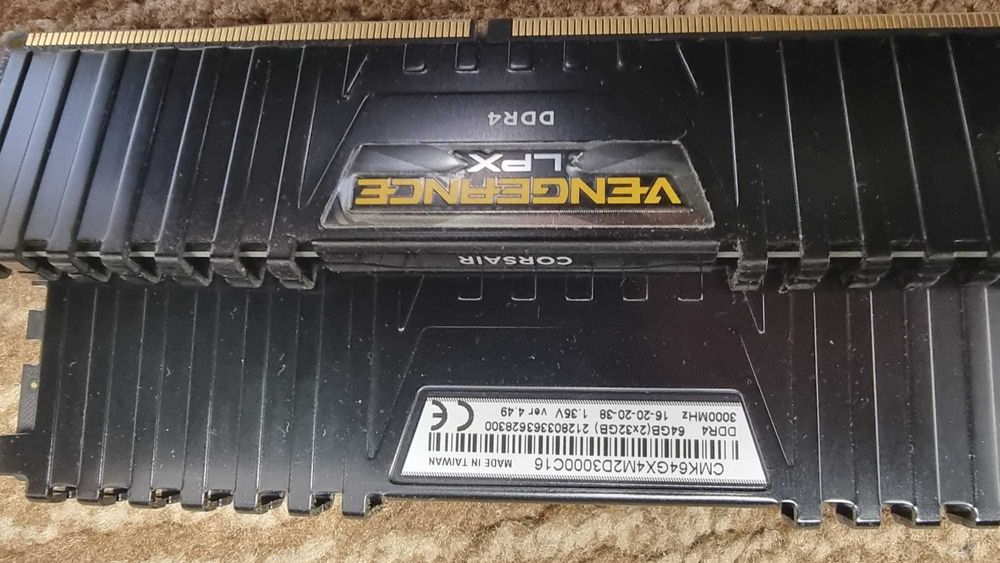 CORSAIR
VENGEANCE
LPX
DDR4
CMK64GX4M2D3000C16
MADE IN TAIWAN
DDR4 64GB(2x32GB) 21280336362B300
3000MHz 16-20-20-38 1.35V ver 4.49
CE